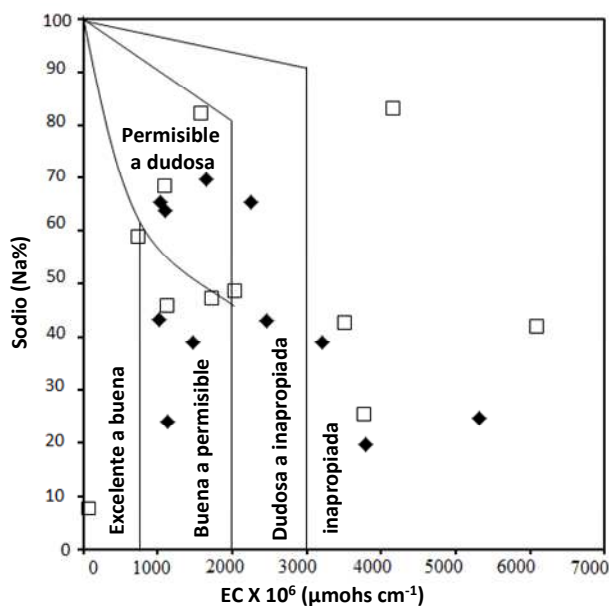 100
90
80
70
60
50
40
30
20
10
0
Sodio (Na%)
Permisible
a dudosa
Excelente a buena
Buena a permisible
Dudosa a inapropiada
inapropiada
0 1000 2000 3000 4000 5000 6000 7000
EC X 10⁶ (µmohs cm⁻¹)